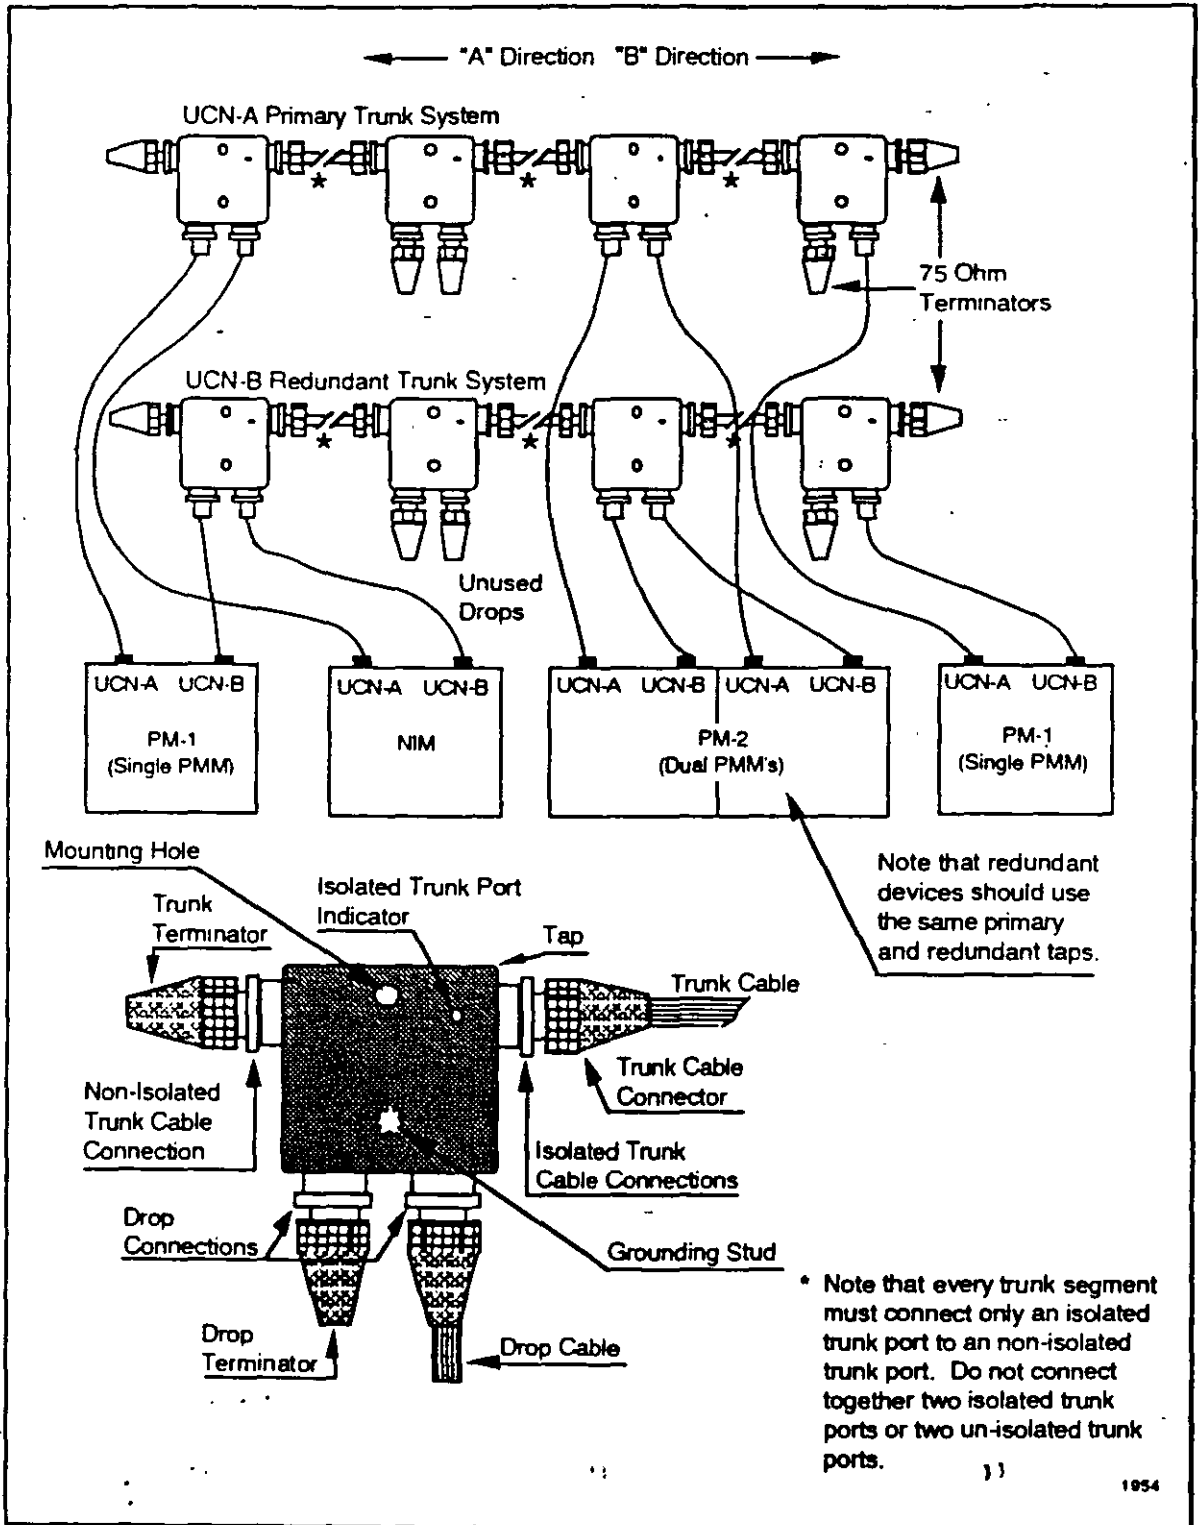 "A" Direction "B" Direction
UCN-A Primary Trunk System
*
*
*
75 Ohm
Terminators
UCN-B Redundant Trunk System
*
*
*
Unused
Drops
UCN-A UCN-B
PM-1
(Single PMM)
UCN-A UCN-B
NIM
UCN-A UCN-B UCN-A UCN-B
PM-2
(Dual PMM's)
UCN-A UCN-B
PM-1
(Single PMM)
Note that redundant
devices should use
the same primary
and redundant taps.
Mounting Hole
Trunk
Terminator
Isolated Trunk Port
Indicator
Tap
Trunk Cable
Trunk Cable
Connector
Non-Isolated
Trunk Cable
Connection
Isolated Trunk
Cable Connections
Drop
Connections
Grounding Stud
Drop
Terminator
Drop Cable
* Note that every trunk segment
must connect only an isolated
trunk port to an non-isolated
trunk port. Do not connect
together two isolated trunk
ports or two un-isolated trunk
ports.
1954